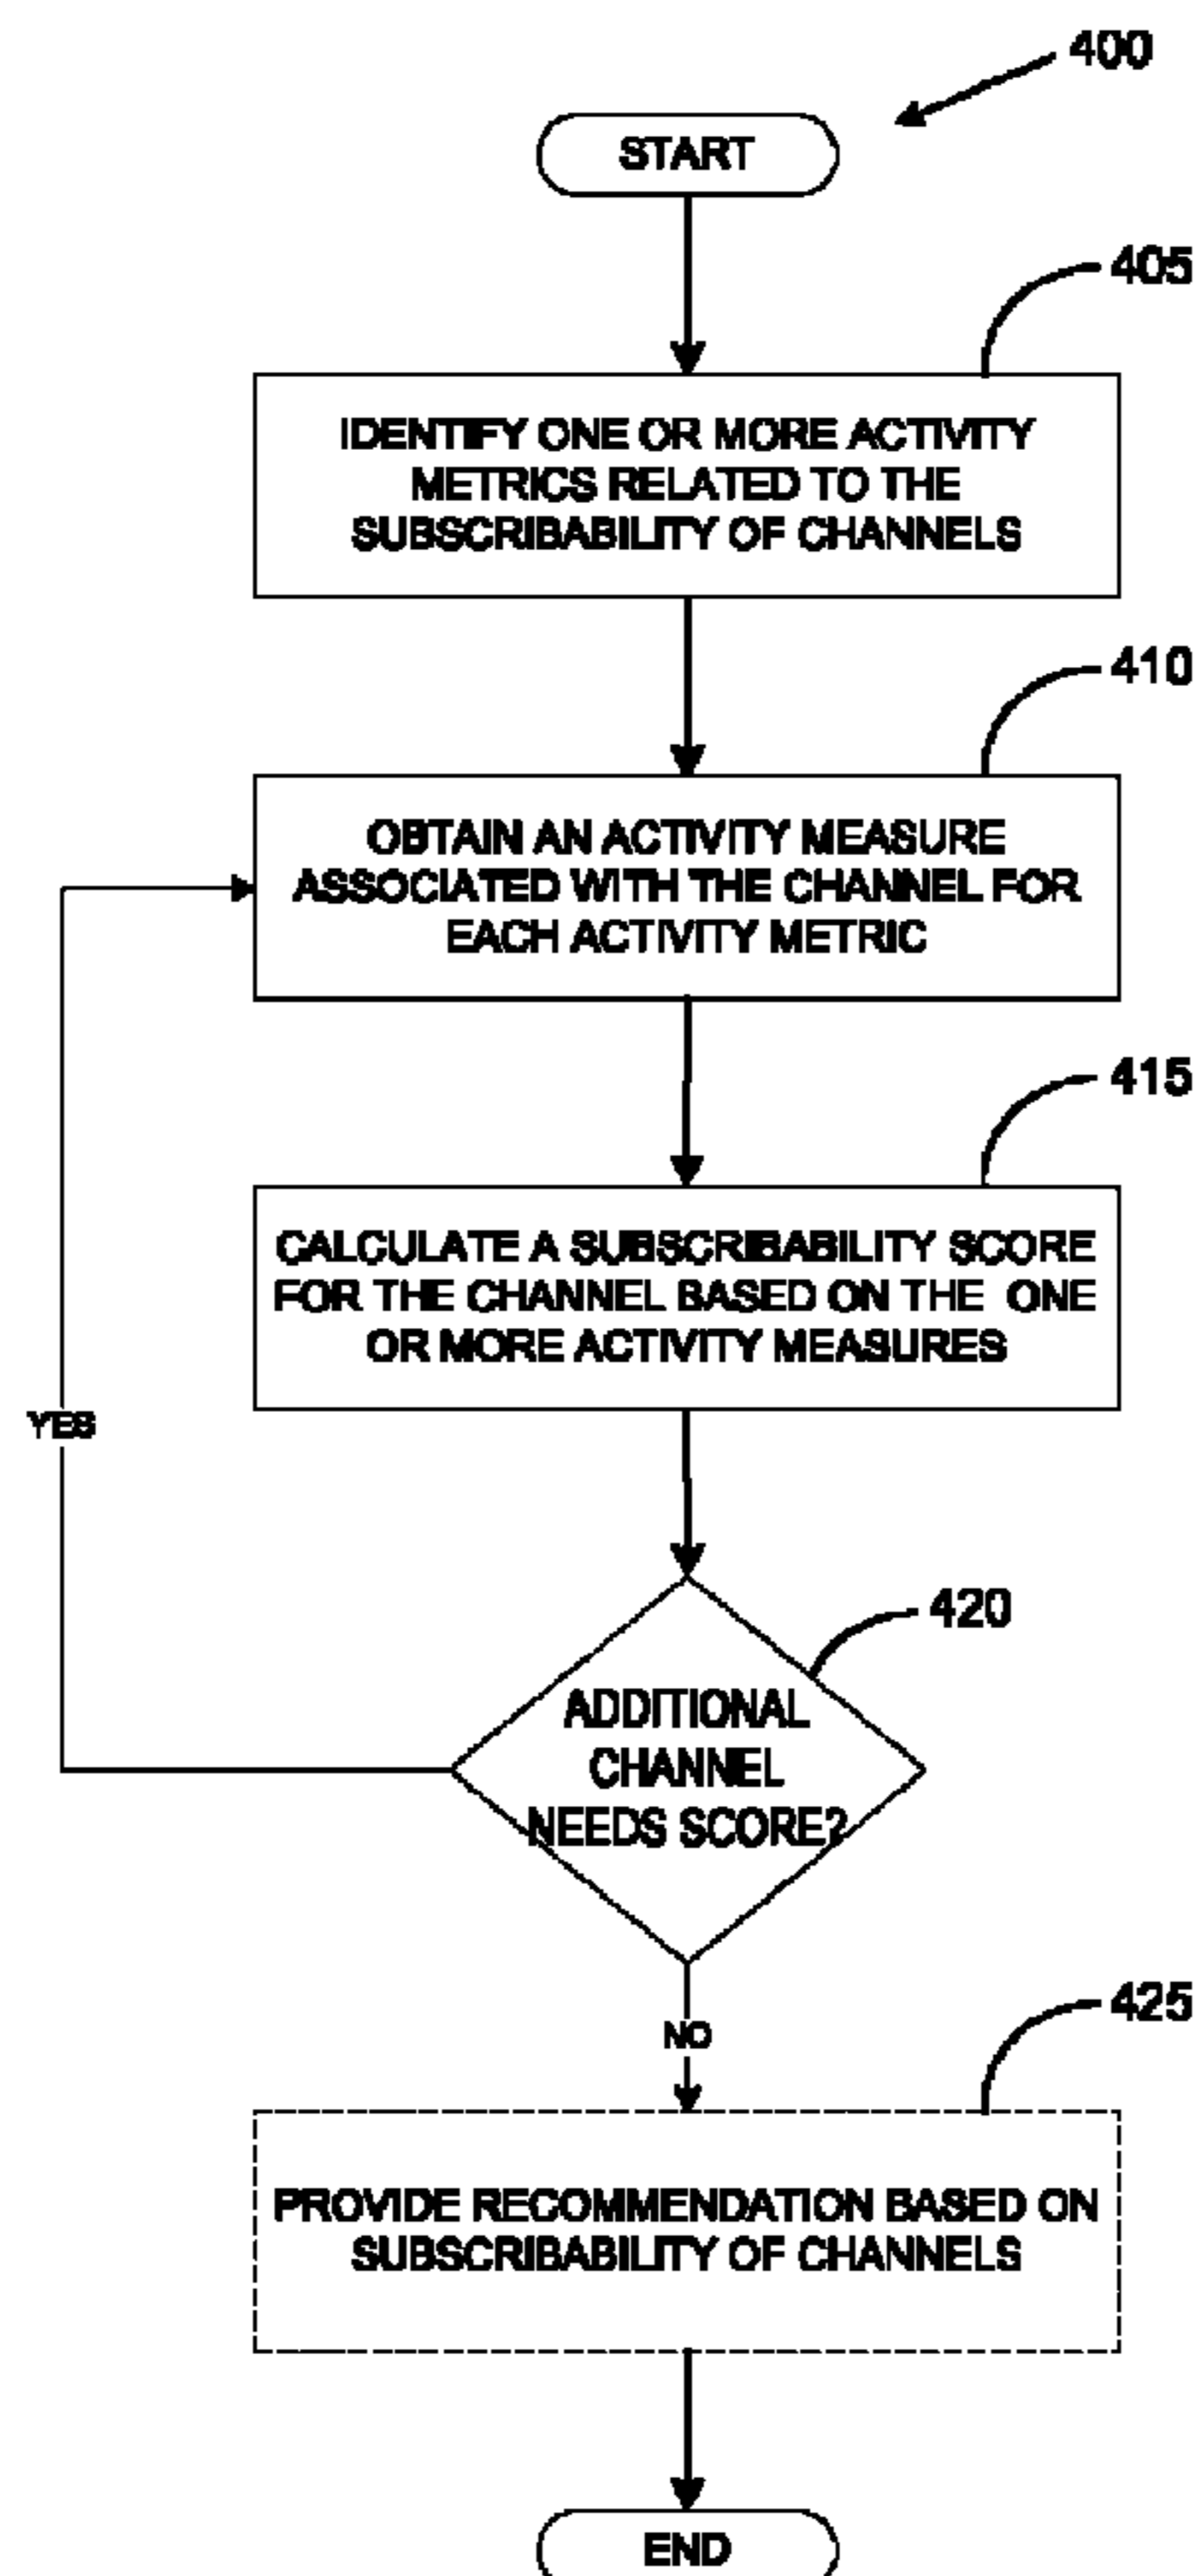 400
START
405
IDENTIFY ONE OR MORE ACTIVITY
METRICS RELATED TO THE
SUBSCRIBABILITY OF CHANNELS
410
OBTAIN AN ACTIVITY MEASURE
ASSOCIATED WITH THE CHANNEL FOR
EACH ACTIVITY METRIC
415
CALCULATE A SUBSCRIBABILITY SCORE
FOR THE CHANNEL BASED ON THE ONE
OR MORE ACTIVITY MEASURES
YES
420
ADDITIONAL
CHANNEL
NEEDS SCORE?
NO
425
PROVIDE RECOMMENDATION BASED ON
SUBSCRIBABILITY OF CHANNELS
END